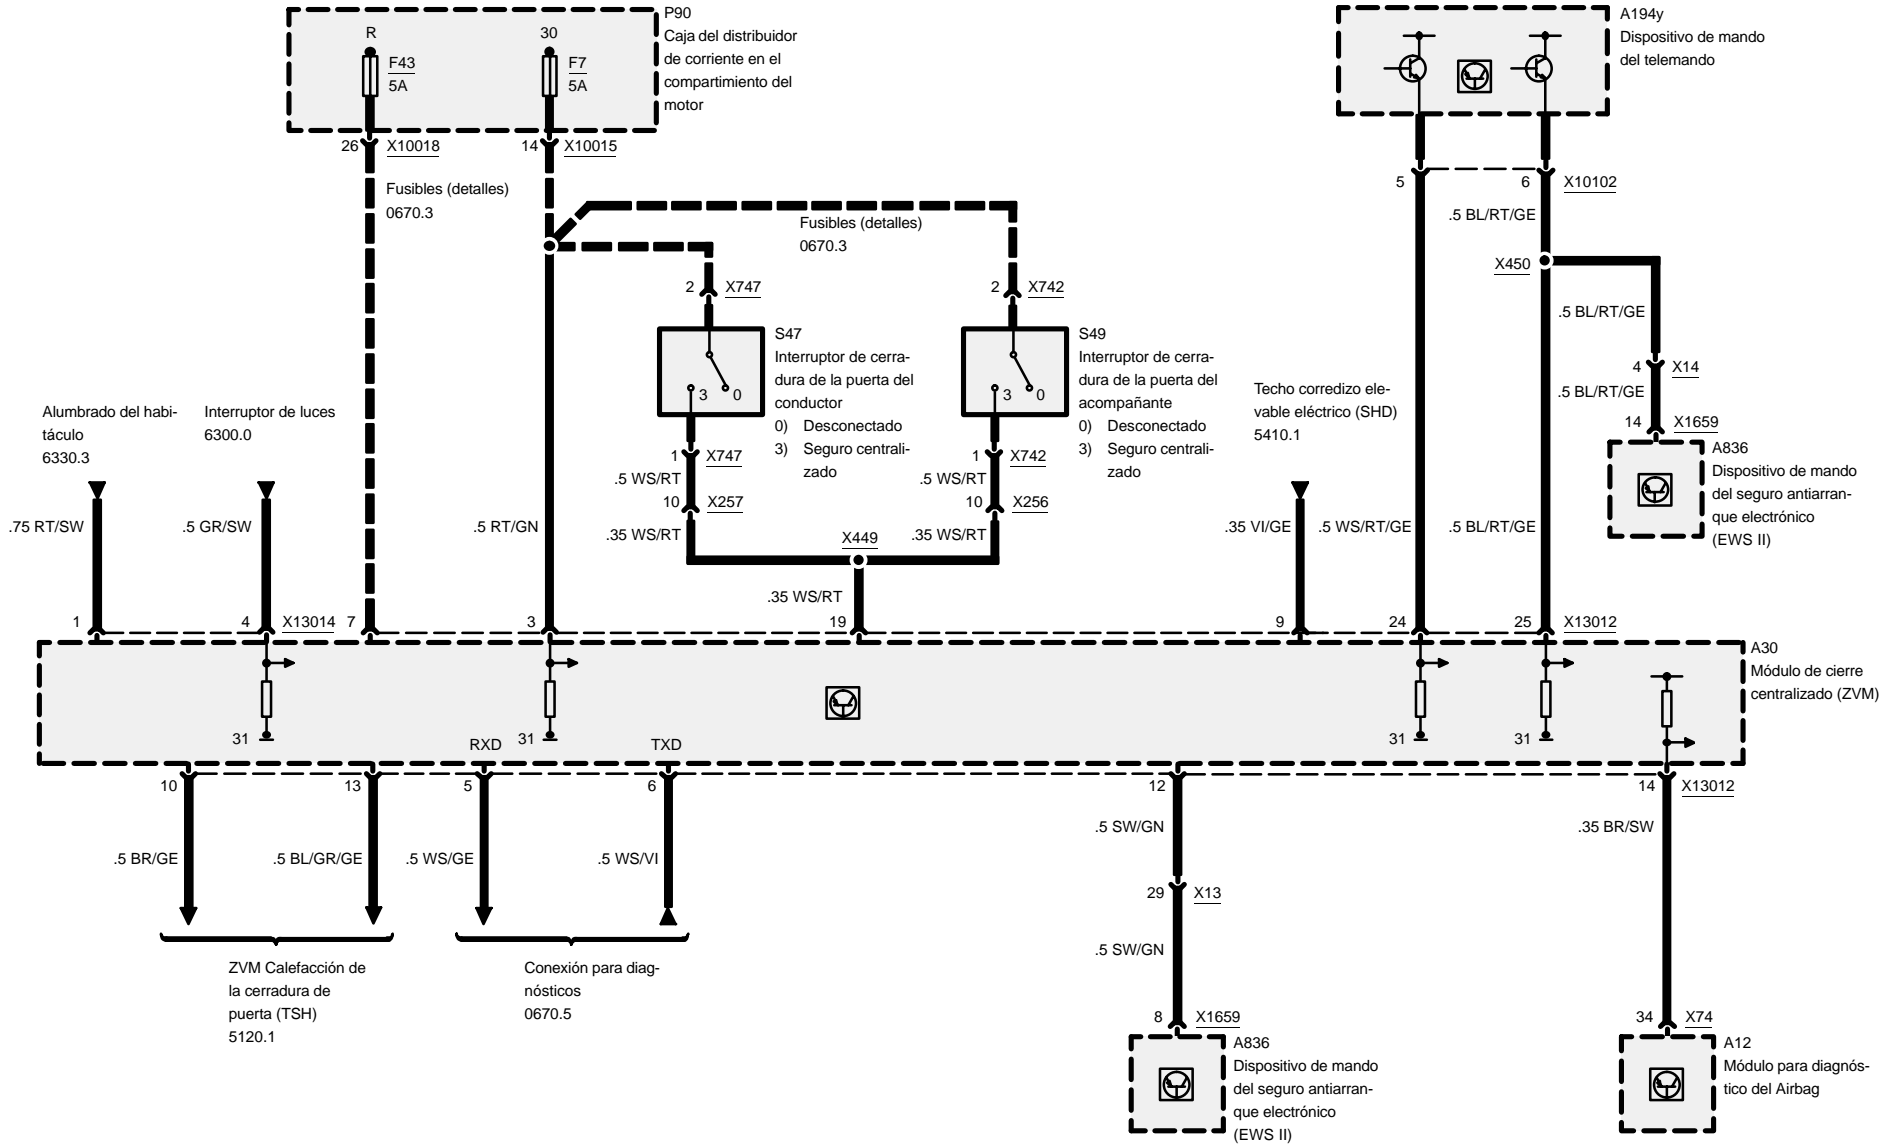 P90
Caja del distribuidor
de corriente en el
compartimiento del
motor
R
30
F43
5A
F7
5A
26
X10018
14
X10015
Fusibles (detalles)
0670.3
Fusibles (detalles)
0670.3
A194y
Dispositivo de mando
del telemando
5
6
X10102
.5 BL/RT/GE
X450
.5 BL/RT/GE
4
X14
.5 BL/RT/GE
14
X1659
A836
Dispositivo de mando
del seguro antiarran-
que electrónico
(EWS II)
2
X747
2
X742
S47
Interruptor de cerra-
dura de la puerta del
conductor
0) Desconectado
3) Seguro centrali-
zado
3
0
S49
Interruptor de cerra-
dura de la puerta del
acompañante
0) Desconectado
3) Seguro centrali-
zado
3
0
1
X747
.5 WS/RT
10
X257
.35 WS/RT
1
X742
.5 WS/RT
10
X256
.35 WS/RT
X449
.35 WS/RT
Alumbrado del habi-
táculo
6330.3
Interruptor de luces
6300.0
Techo corredizo ele-
vable eléctrico (SHD)
5410.1
.75 RT/SW
.5 GR/SW
.5 RT/GN
.35 VI/GE
.5 WS/RT/GE
.5 BL/RT/GE
1
4
X13014
7
3
19
9
24
25
X13012
A30
Módulo de cierre
centralizado (ZVM)
31
RXD
31
TXD
31
31
10
13
5
6
12
14
X13012
.5 BR/GE
.5 BL/GR/GE
.5 WS/GE
.5 WS/VI
.5 SW/GN
.35 BR/SW
29
X13
.5 SW/GN
ZVM Calefacción de
la cerradura de
puerta (TSH)
5120.1
Conexión para diag-
nósticos
0670.5
8
X1659
A836
Dispositivo de mando
del seguro antiarran-
que electrónico
(EWS II)
34
X74
A12
Módulo para diagnós-
tico del Airbag